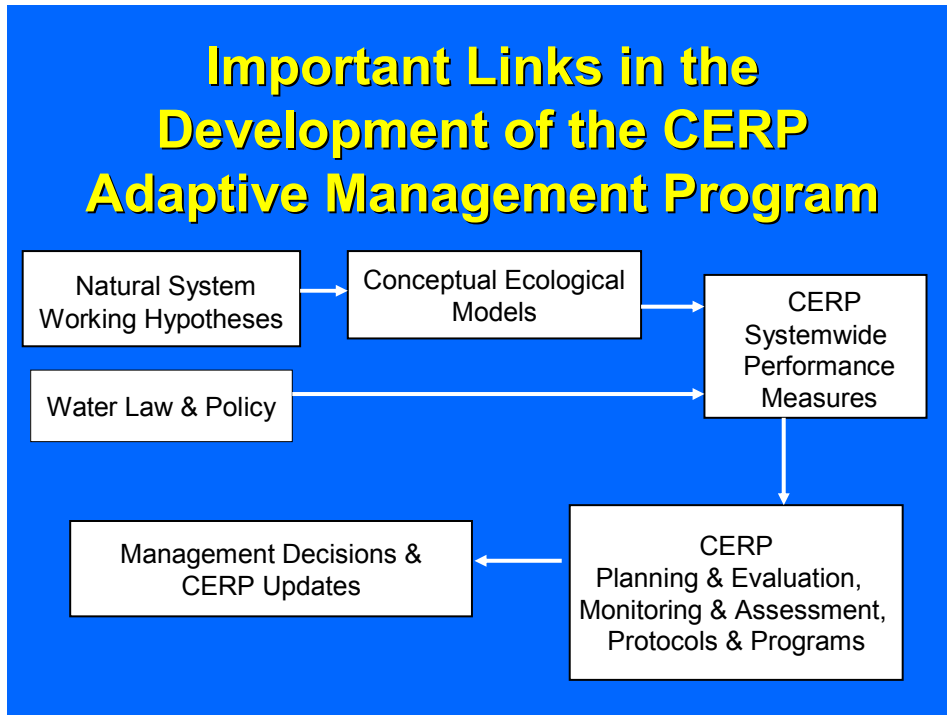 Important Links in the
Development of the CERP
Adaptive Management Program
Natural System
Working Hypotheses
Conceptual Ecological
Models
CERP
Systemwide
Performance
Measures
Water Law & Policy
Management Decisions &
CERP Updates
CERP
Planning & Evaluation,
Monitoring & Assessment,
Protocols & Programs